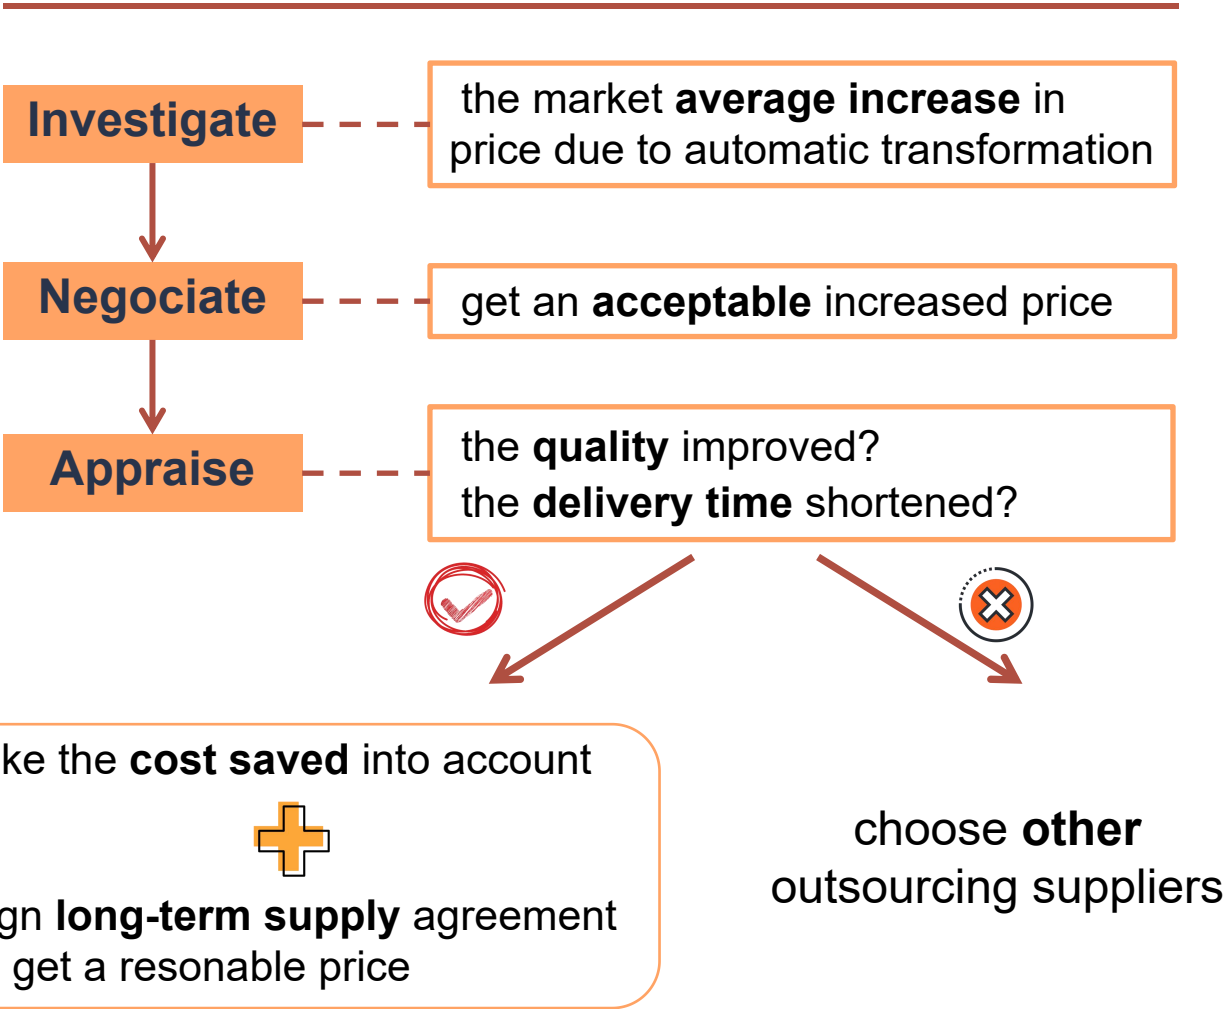 Investigate
the market average increase in
price due to automatic transformation
Negociate
get an acceptable increased price
Appraise
the quality improved?
the delivery time shortened?
ke the cost saved into account
gn long-term supply agreement
get a resonable price
choose other
outsourcing suppliers